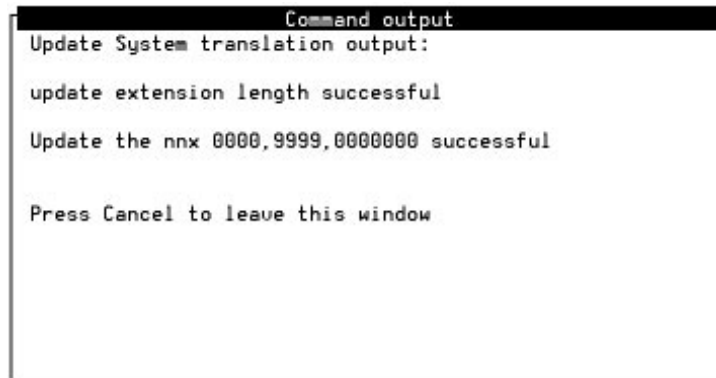 Command output
Update System translation output:
update extension length successful
Update the nnx 0000,9999,0000000 successful
Press Cancel to leave this window